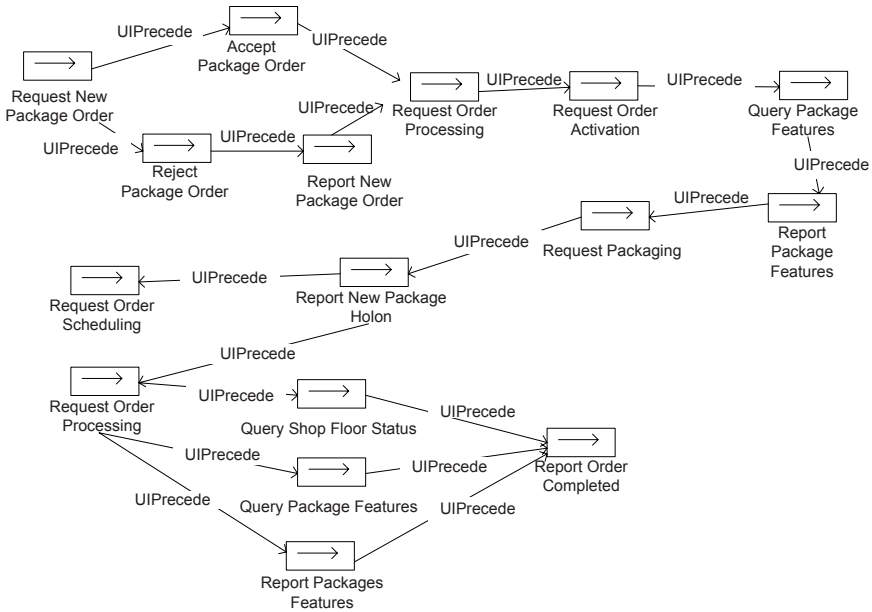 UIPrecede
Accept
Package Order
UIPrecede
Request New
Package Order
UIPrecede
Reject
Package Order
UIPrecede
Report New
Package Order
UIPrecede
Request Order
Processing
UIPrecede
Request Order
Activation
UIPrecede
Query Package
Features
UIPrecede
Report
Package
Features
UIPrecede
Request Packaging
UIPrecede
Report New Package
Holon
UIPrecede
Request Order
Scheduling
UIPrecede
Request Order
Processing
UIPrecede
Query Shop Floor Status
UIPrecede
UIPrecede
Query Package Features
UIPrecede
Report Order
Completed
UIPrecede
Report Packages
Features
UIPrecede